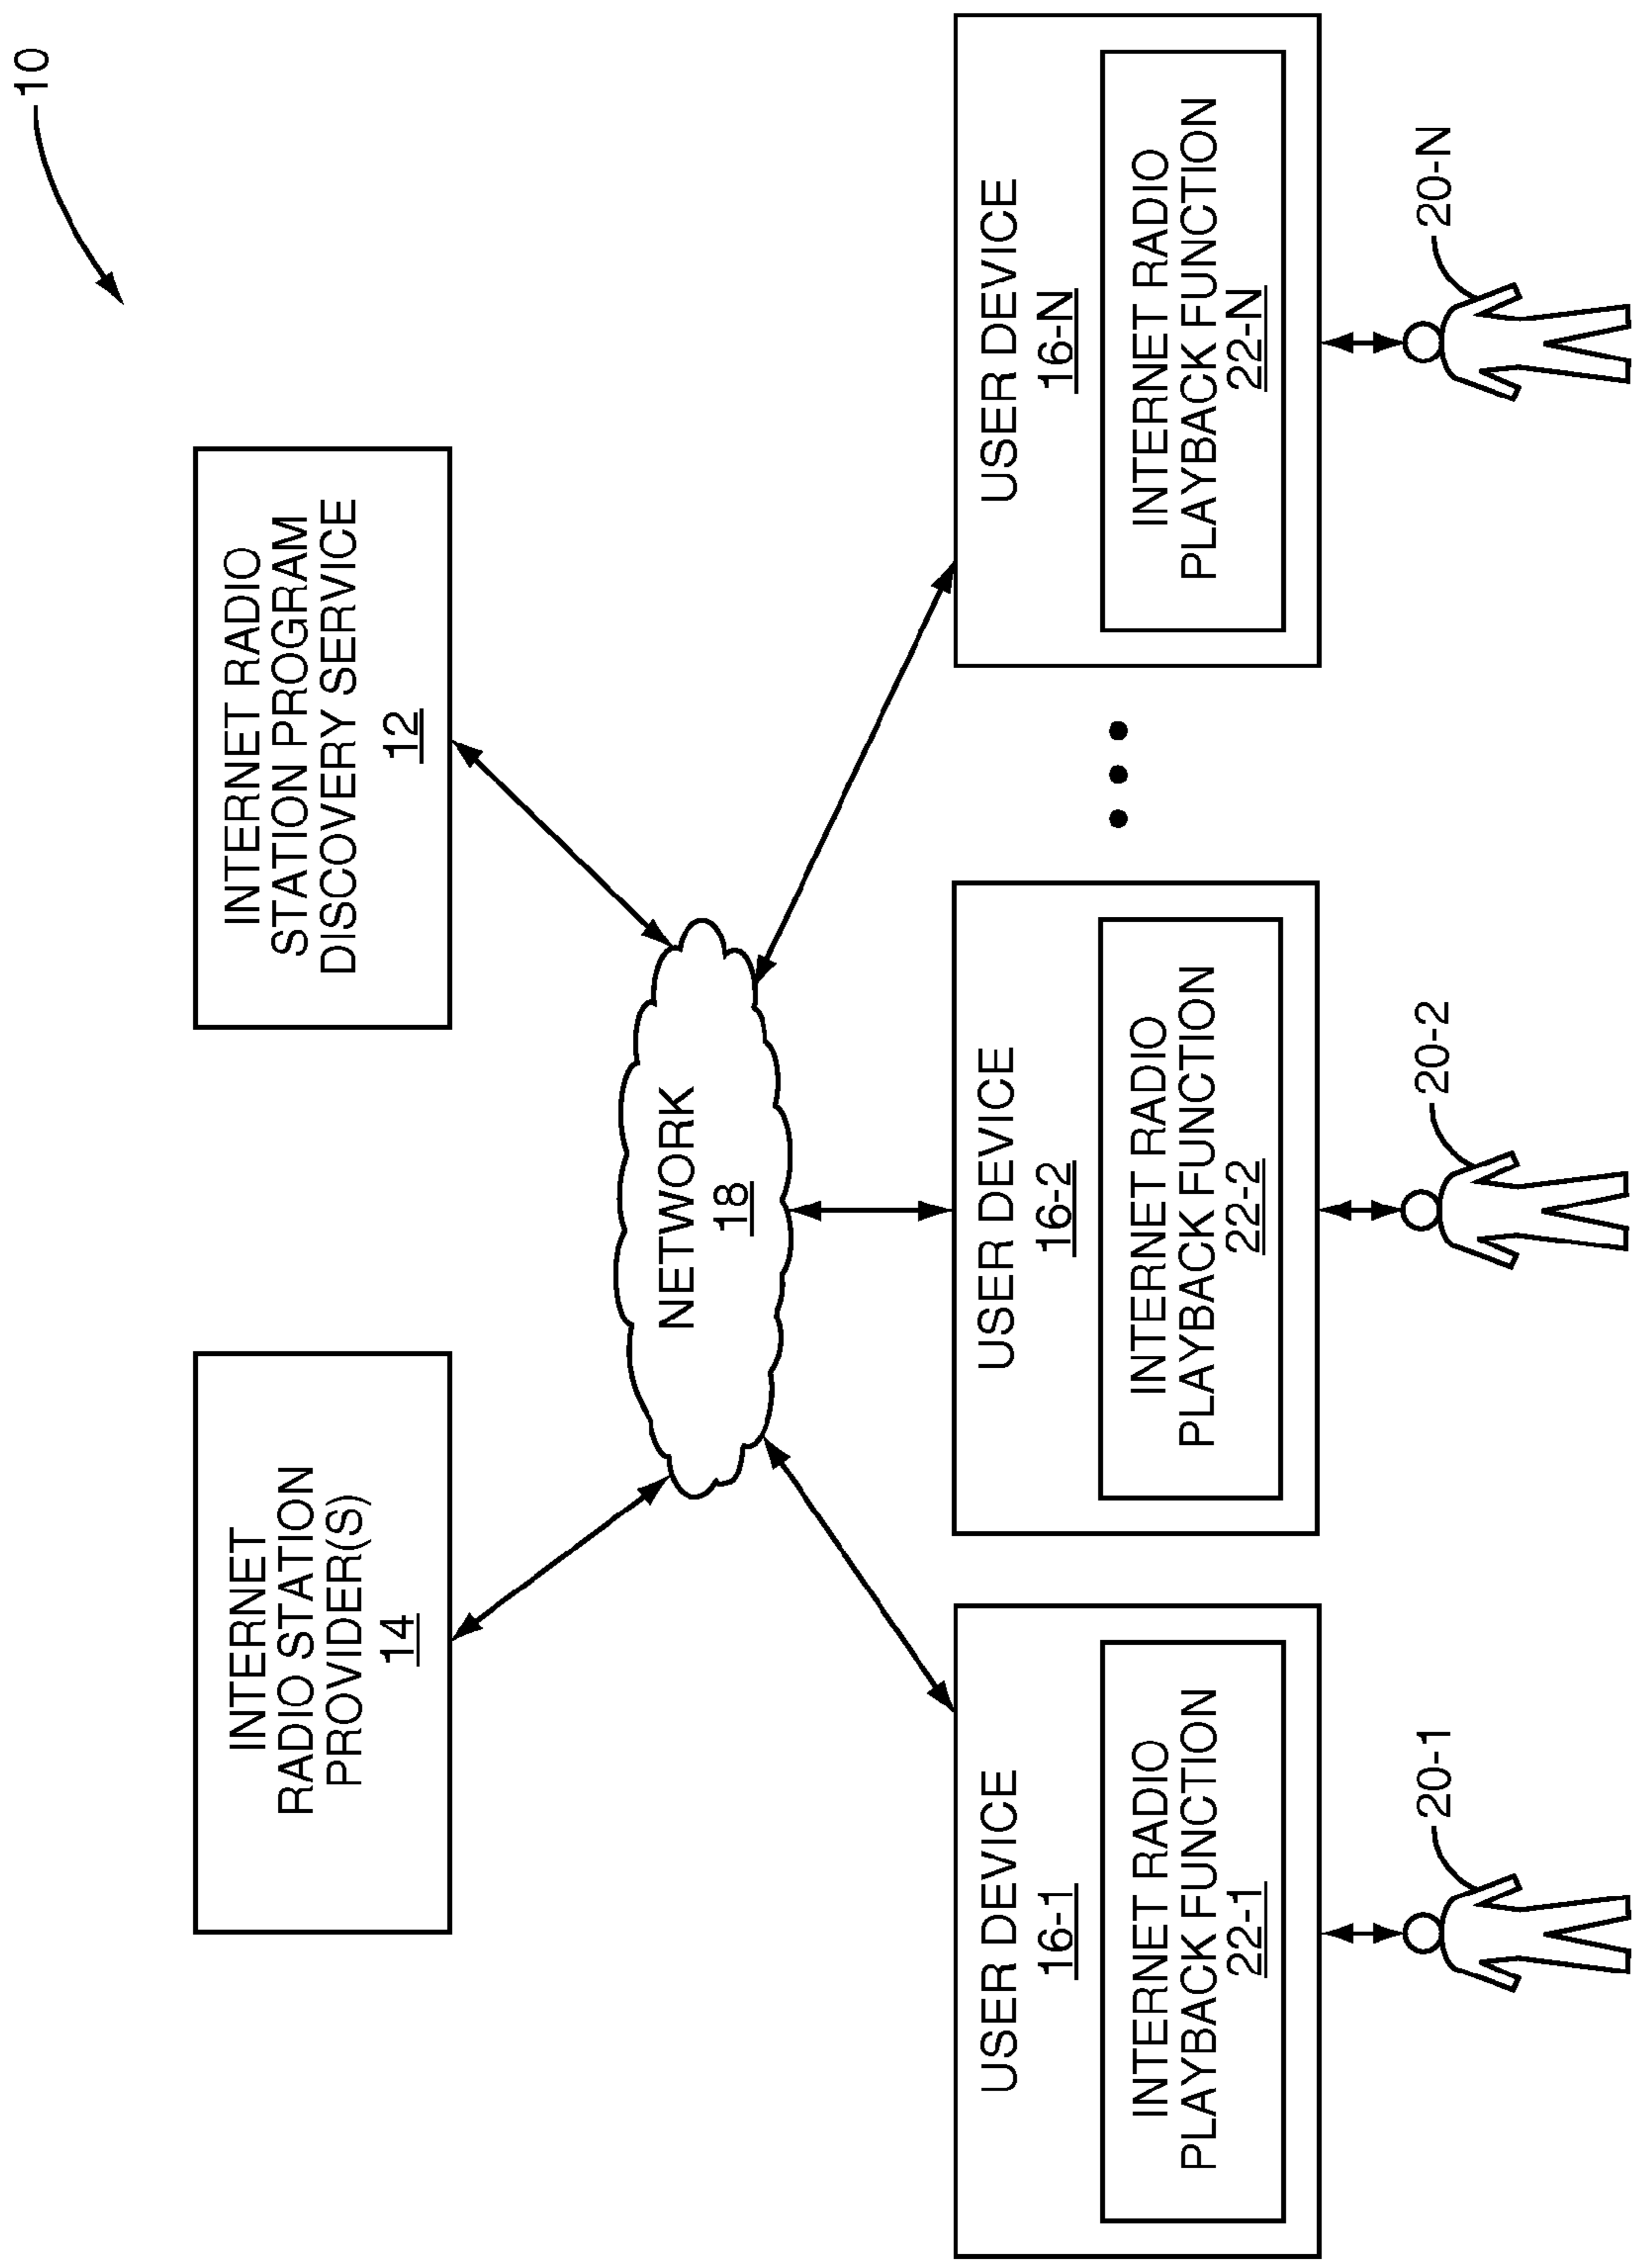 10
INTERNET
RADIO STATION
PROVIDER(S)
14
INTERNET RADIO
STATION PROGRAM
DISCOVERY SERVICE
12
NETWORK
18
USER DEVICE
16-1
INTERNET RADIO
PLAYBACK FUNCTION
22-1
USER DEVICE
16-2
INTERNET RADIO
PLAYBACK FUNCTION
22-2
USER DEVICE
16-N
INTERNET RADIO
PLAYBACK FUNCTION
22-N
20-1
20-2
20-N